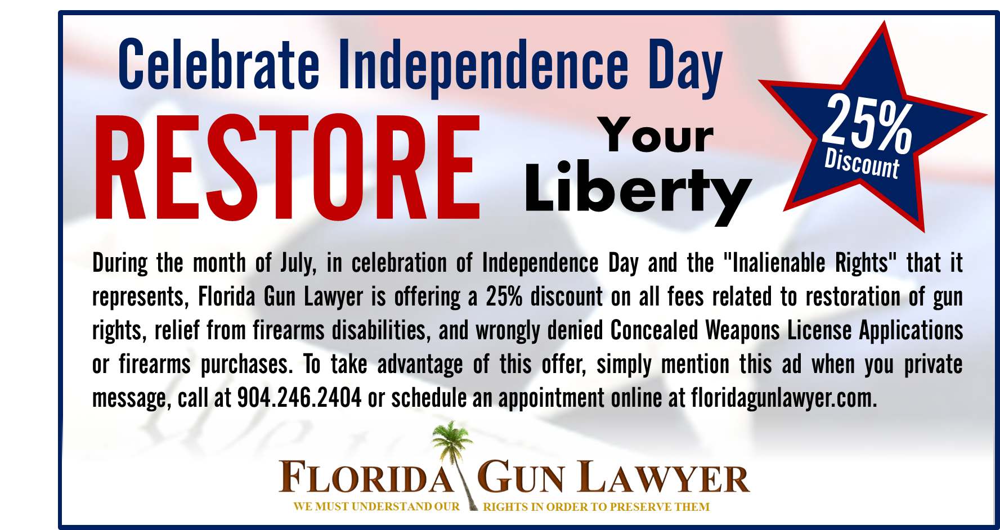 Celebrate Independence Day
RESTORE
Your
Liberty
25%
Discount
During the month of July, in celebration of Independence Day and the "Inalienable Rights" that it
represents, Florida Gun Lawyer is offering a 25% discount on all fees related to restoration of gun
rights, relief from firearms disabilities, and wrongly denied Concealed Weapons License Applications
or firearms purchases. To take advantage of this offer, simply mention this ad when you private
message, call at 904.246.2404 or schedule an appointment online at floridagunlawyer.com.
We
FLORIDA GUN LAWYER
WE MUST UNDERSTAND OUR RIGHTS IN ORDER TO PRESERVE THEM